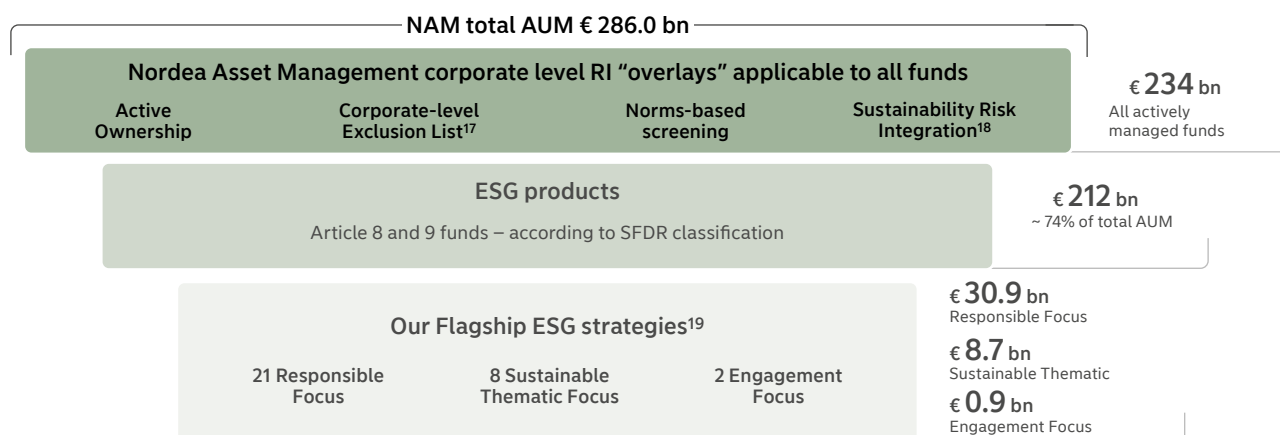 NAM total AUM € 286.0 bn
Nordea Asset Management corporate level RI “overlays” applicable to all funds
Active
Ownership
Corporate-level
Exclusion List17
Norms-based
screening
Sustainability Risk
Integration18
€ 234 bn
All actively
managed funds
ESG products
Article 8 and 9 funds – according to SFDR classification
€ 212 bn
~ 74% of total AUM
Our Flagship ESG strategies19
21 Responsible
Focus
8 Sustainable
Thematic Focus
2 Engagement
Focus
€ 30.9 bn
Responsible Focus
€ 8.7 bn
Sustainable Thematic
€ 0.9 bn
Engagement Focus